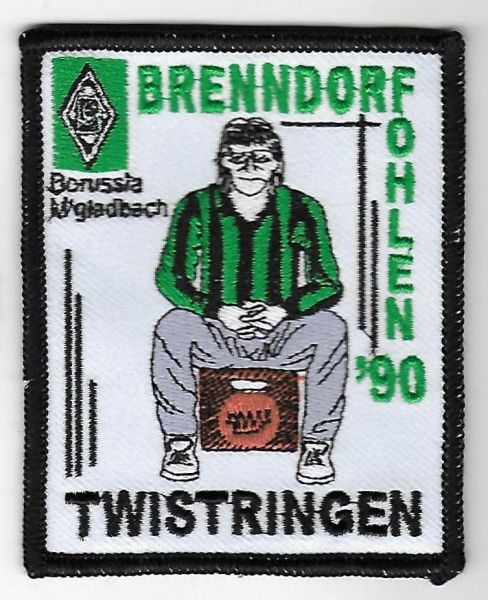 BRENNDORF
FOHLEN
'90
Borussia
M'gladbach
TWISTRINGEN